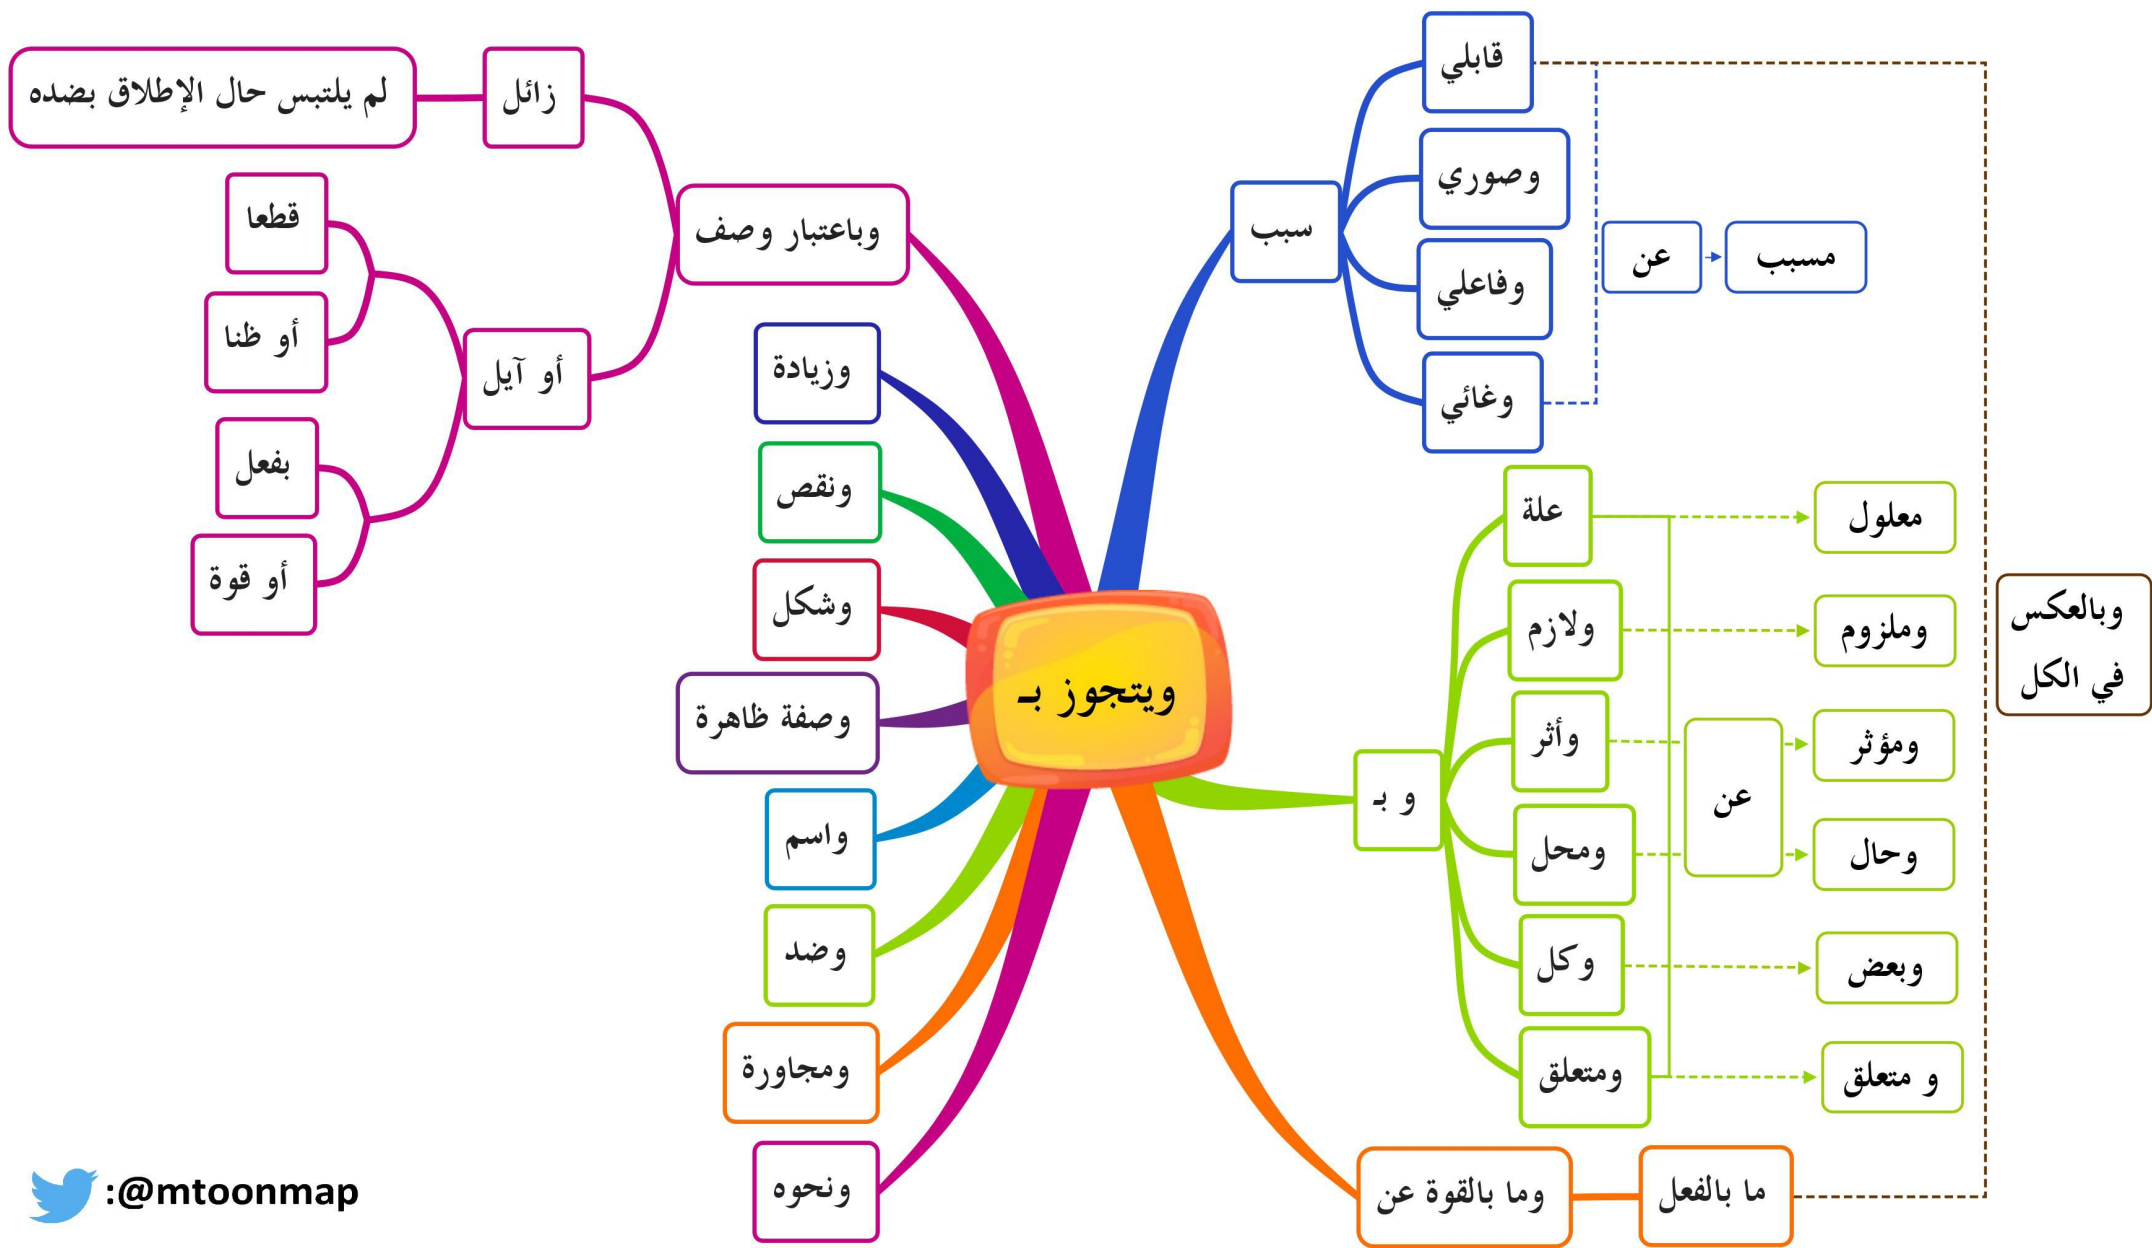 ويتجوز بـ
سبب
قابلي
وصوري
وفاعلي
وغائي
عن
مسبب
و بـ
علة
ولازم
وأثر
ومحل
وكل
ومتعلق
عن
معلول
وملزوم
ومؤثر
وحال
وبعض
و متعلق
وما بالقوة عن
ما بالفعل
وبالعكس
في الكل
وباعتبار وصف
زائل
لم يلتبس حال الإطلاق بضده
أو آيل
قطعا
أو ظنا
بفعل
أو قوة
وزيادة
ونقص
وشكل
وصفة ظاهرة
واسم
وضد
ومجاورة
ونحوه
:@mtoonmap